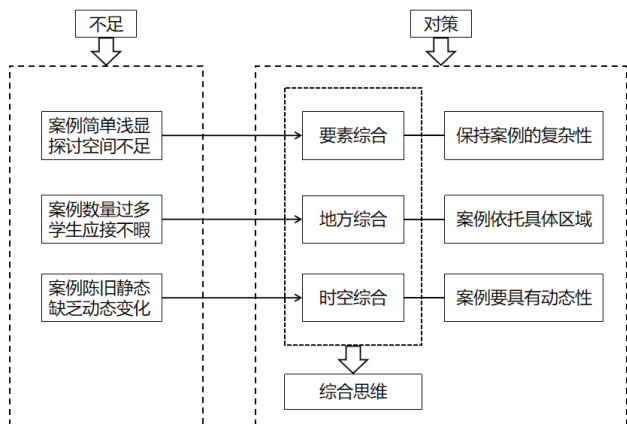 不足
对策
案例简单浅显
探讨空间不足
要素综合
保持案例的复杂性
案例数量过多
学生应接不暇
地方综合
案例依托具体区域
案例陈旧静态
缺乏动态变化
时空综合
案例要具有动态性
综合思维